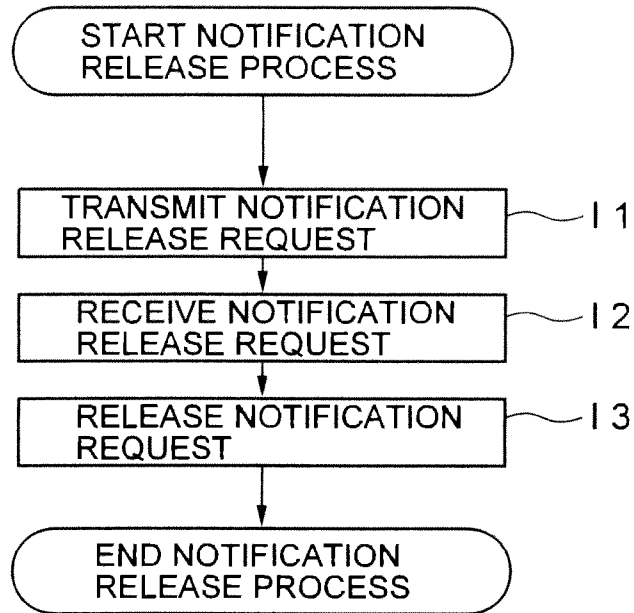 START NOTIFICATION
RELEASE PROCESS
TRANSMIT NOTIFICATION
RELEASE REQUEST
I 1
RECEIVE NOTIFICATION
RELEASE REQUEST
I 2
RELEASE NOTIFICATION
REQUEST
I 3
END NOTIFICATION
RELEASE PROCESS